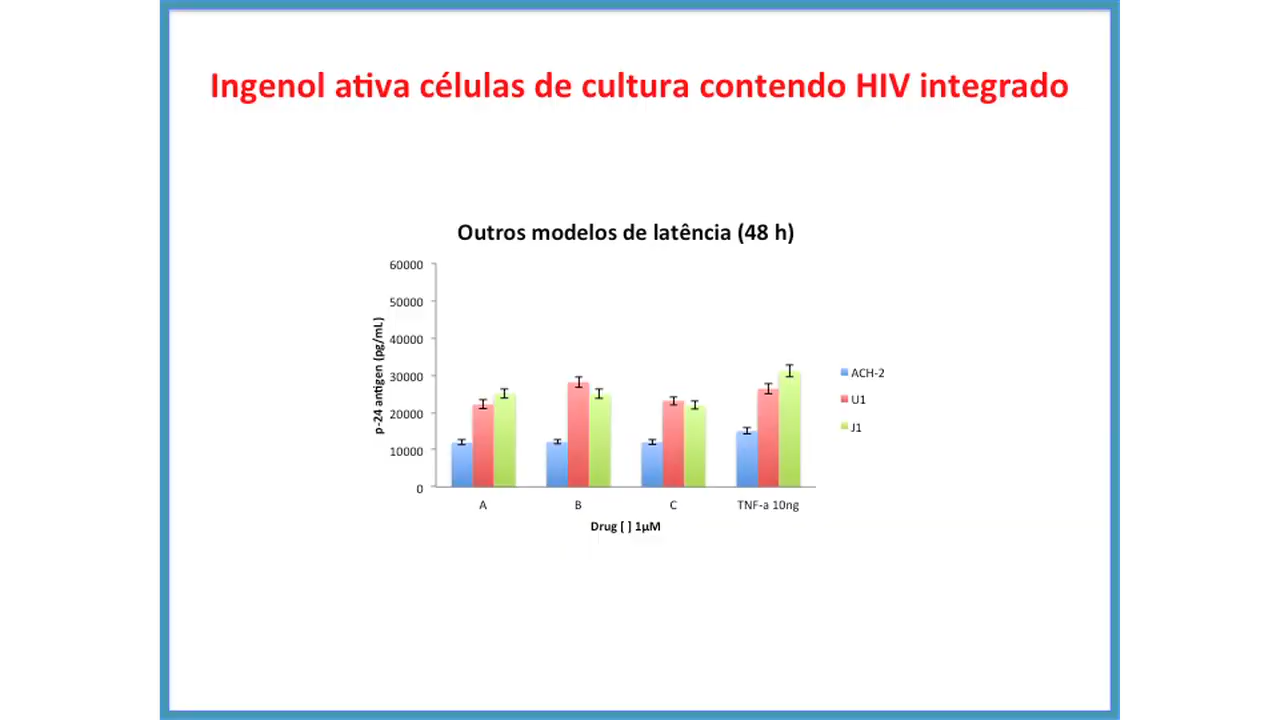 Ingenol ativa células de cultura contendo HIV integrado
Outros modelos de latência (48 h)
60000
50000
40000
30000
20000
10000
0
p-24 antigen (pg/mL)
A
B
C
TNF-a 10ng
Drug [ ] 1µM
ACH-2
U1
J1